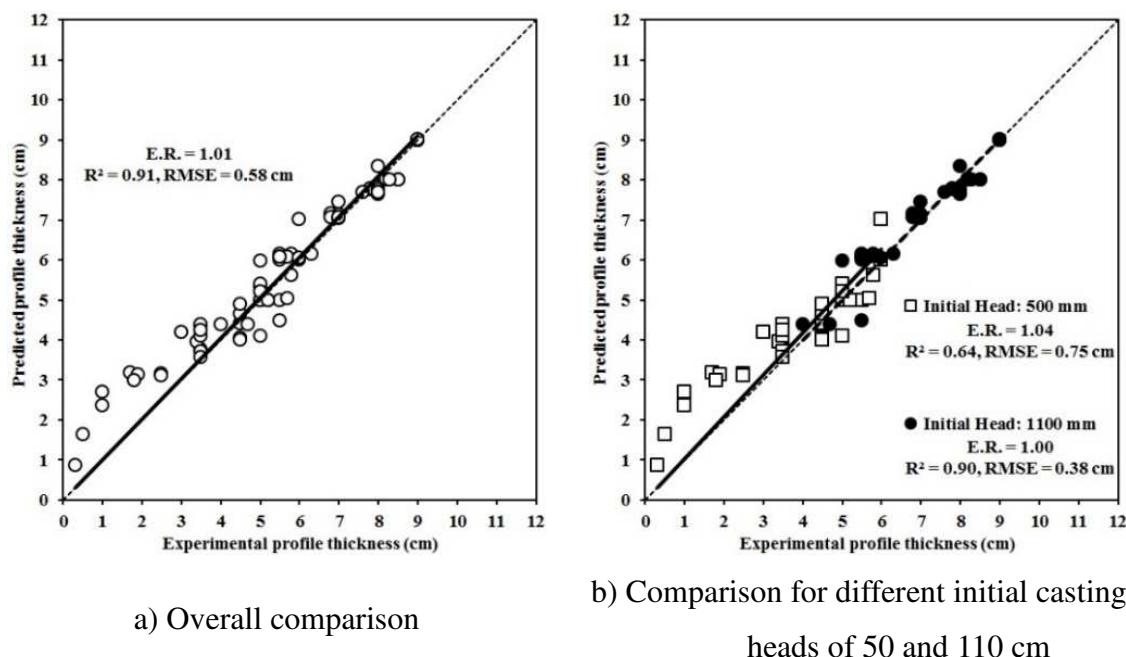 12
11
10
9
8
7
6
5
4
3
2
1
0
Predicted profile thickness (cm)
E.R. = 1.01
R² = 0.91, RMSE = 0.58 cm
0 1 2 3 4 5 6 7 8 9 10 11 12
Experimental profile thickness (cm)
a) Overall comparison
12
11
10
9
8
7
6
5
4
3
2
1
0
Predicted profile thickness (cm)
Initial Head: 500 mm
E.R. = 1.04
R² = 0.64, RMSE = 0.75 cm
Initial Head: 1100 mm
E.R. = 1.00
R² = 0.90, RMSE = 0.38 cm
0 1 2 3 4 5 6 7 8 9 10 11 12
Experimental profile thickness (cm)
b) Comparison for different initial casting
heads of 50 and 110 cm